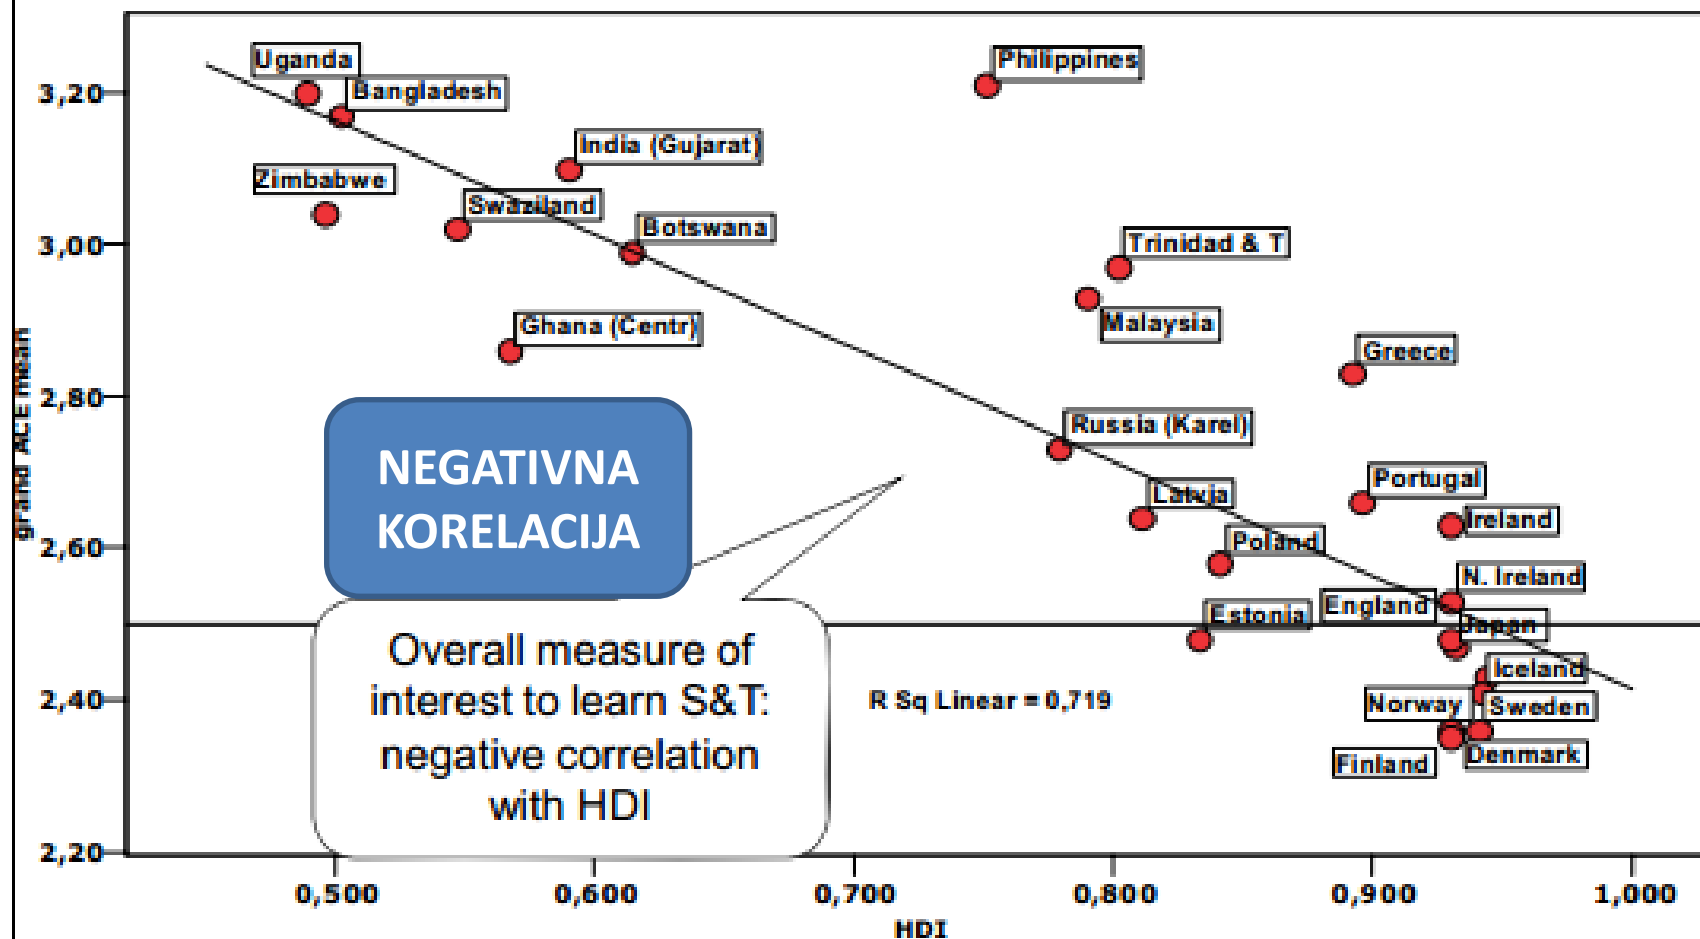 Uganda
Philippines
3,20
Bangladesh
India (Gujarat)
Zimbabwe
Swaziland
Botswana
3,00
Trinidad & T
Malaysia
Ghana (Centr)
Greece
2,80
grand ACE mean
Russia (Karel)
NEGATIVNA
KORELACIJA
Portugal
Latvja
Ireland
2,60
Poland
N. Ireland
England
Estonia
Japan
Overall measure of
interest to learn S&T:
negative correlation
with HDI
Iceland
2,40
R Sq Linear = 0,719
Norway
Sweden
Denmark
Finland
2,20
0,500
0,600
0,700
0,800
0,900
1,000
HDI